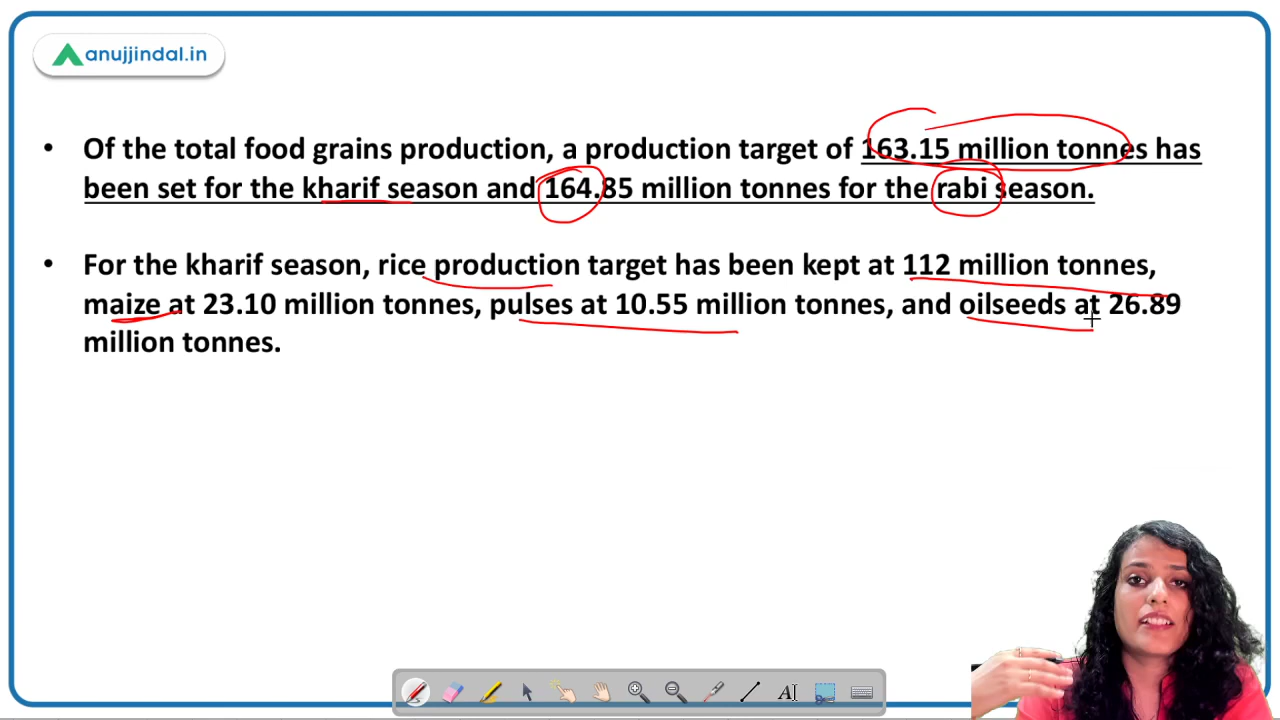 anujjindal.in
• Of the total food grains production, a production target of 163.15 million tonnes has
been set for the kharif season and 164.85 million tonnes for the rabi season.
• For the kharif season, rice production target has been kept at 112 million tonnes,
maize at 23.10 million tonnes, pulses at 10.55 million tonnes, and oilseeds at 26.89
million tonnes.
A